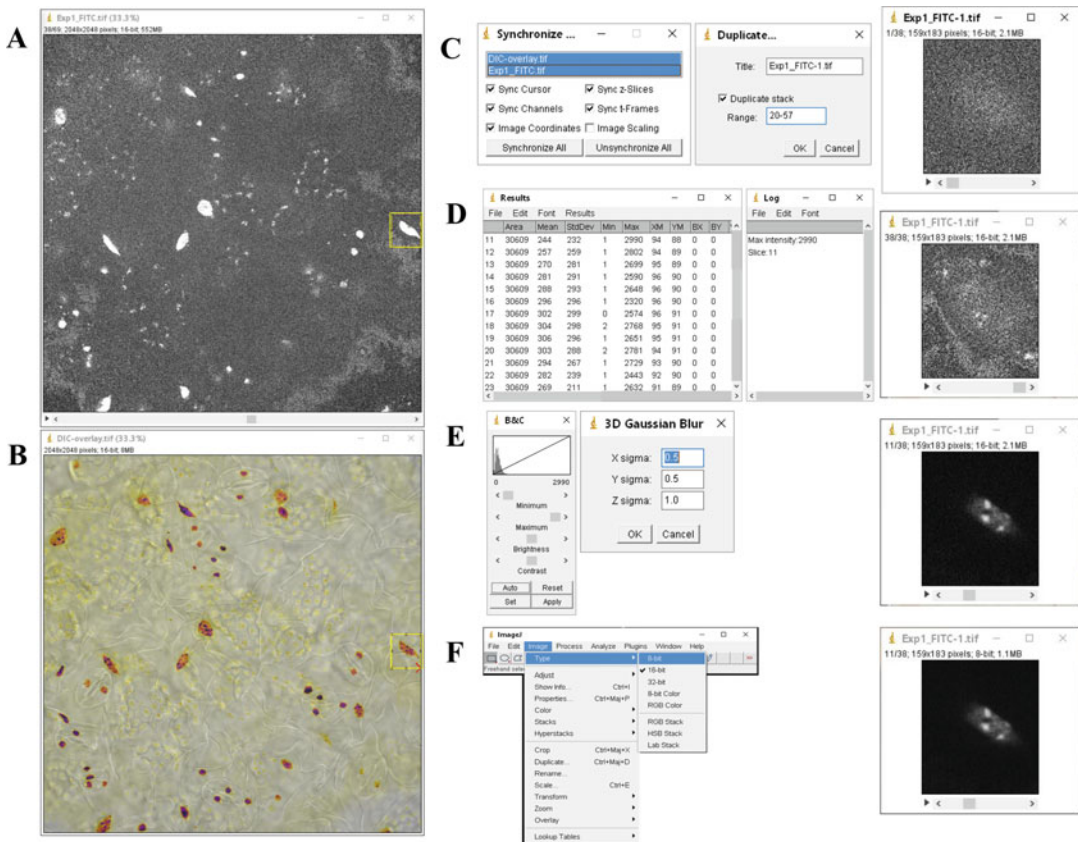 A
Exp1_FITC.tif (33.3%)
38/68; 2048x2048 pixels; 16-bit; 552MB
B
DIC-overlay.tif (33.3%)
2048x2048 pixels; 16-bit; 8MB
C
Synchronize ...
DIC-overlay.tif
Exp1_FITC.tif
Sync Cursor Sync z-Slices
Sync Channels Sync t-Frames
Image Coordinates Image Scaling
Synchronize All Unsynchronize All
Duplicate...
Title: Exp1_FITC-1.tif
Duplicate stack
Range: 20-57
OK Cancel
Exp1_FITC-1.tif
1/38; 159x183 pixels; 16-bit; 2.1MB
D
Results
File Edit Font Results
Area Mean StdDev Min Max XM YM BX BY
11 30609 244 232 1 2990 94 88 0 0
12 30609 257 259 1 2802 94 89 0 0
13 30609 270 281 1 2699 95 89 0 0
14 30609 281 291 1 2590 96 90 0 0
15 30609 288 293 1 2648 96 90 0 0
16 30609 296 296 1 2320 96 90 0 0
17 30609 302 299 0 2574 96 91 0 0
18 30609 304 298 2 2768 95 91 0 0
19 30609 306 296 1 2651 95 91 0 0
20 30609 303 288 2 2781 94 91 0 0
21 30609 294 267 1 2729 93 90 0 0
22 30609 282 239 1 2443 92 90 0 0
23 30609 269 211 1 2632 91 89 0 0
Log
File Edit Font
Max intensity:2990
Slice:11
Exp1_FITC-1.tif
38/38; 159x183 pixels; 16-bit; 2.1MB
E
B&C
0 2990
Minimum
Maximum
Brightness
Contrast
Auto Reset
Set Apply
3D Gaussian Blur
X sigma: 0.5
Y sigma: 0.5
Z sigma: 1.0
OK Cancel
Exp1_FITC-1.tif
11/38; 159x183 pixels; 16-bit; 2.1MB
F
ImageJ
File Edit Image Process Analyze Plugins Window Help
Freehand selec
Type
Adjust
Show Info... Ctrl+I
Properties... Ctrl+Maj+P
Color
Stacks
Hyperstacks
Crop Ctrl+Maj+X
Duplicate... Ctrl+Maj+D
Rename...
Scale... Ctrl+E
Transform
Zoom
Overlay
Lookup Tables
8-bit
16-bit
32-bit
8-bit Color
RGB Color
RGB Stack
HSB Stack
Lab Stack
Exp1_FITC-1.tif
11/38; 159x183 pixels; 8-bit; 1.1MB